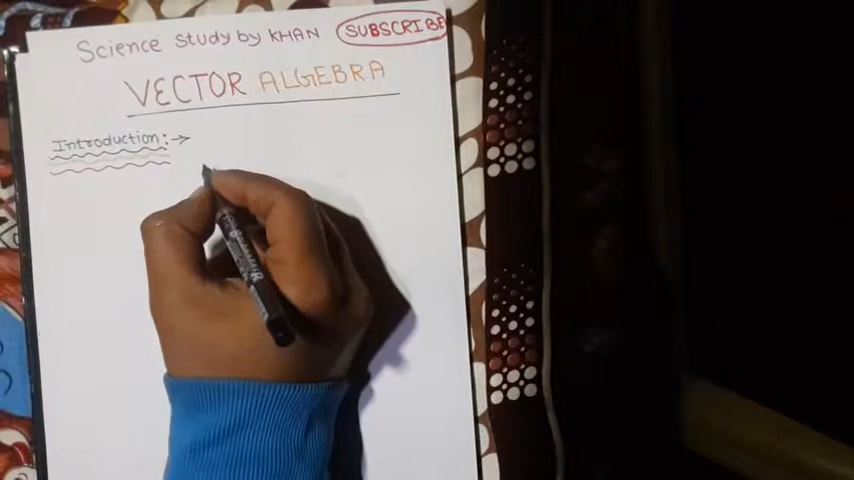 Science Study by KHAN SUBSCRIBE
VECTOR ALGEBRA
Introduction :→